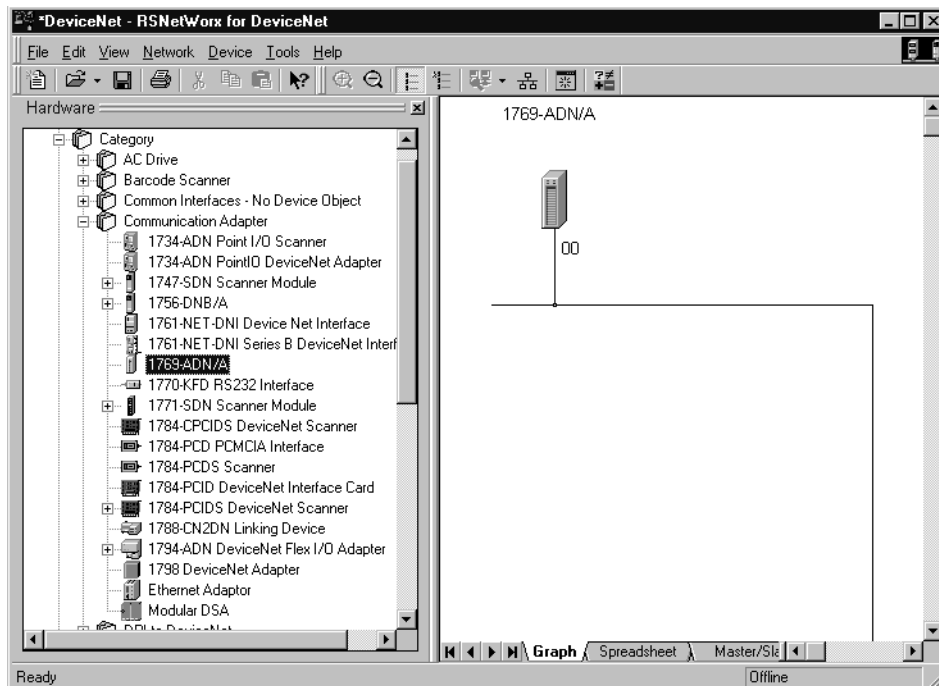 *DeviceNet - RSNetWorx for DeviceNet
File Edit View Network Device Tools Help
Hardware
Category
AC Drive
Barcode Scanner
Common Interfaces - No Device Object
Communication Adapter
1734-ADN Point I/O Scanner
1734-ADN PointIO DeviceNet Adapter
1747-SDN Scanner Module
1756-DNB/A
1761-NET-DNI Device Net Interface
1761-NET-DNI Series B DeviceNet Interf
1769-ADN/A
1770-KFD RS232 Interface
1771-SDN Scanner Module
1784-CPCIDS DeviceNet Scanner
1784-PCD PCMCIA Interface
1784-PCDS Scanner
1784-PCID DeviceNet Interface Card
1784-PCIDS DeviceNet Scanner
1788-CN2DN Linking Device
1794-ADN DeviceNet Flex I/O Adapter
1798 DeviceNet Adapter
Ethernet Adaptor
Modular DSA
DPI to DeviceNet
1769-ADN/A
00
Graph Spreadsheet Master/Sla
Ready Offline